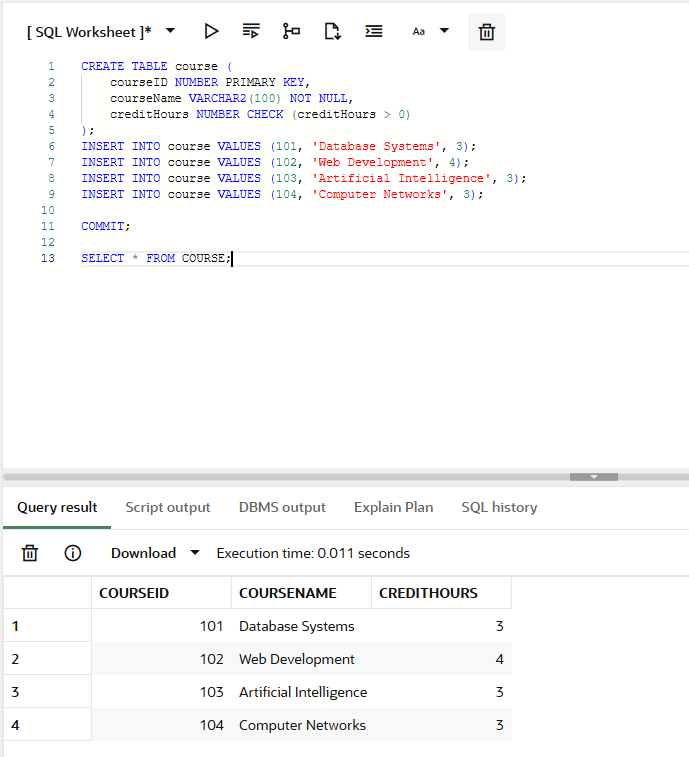 [ SQL Worksheet ]* Aa
1 CREATE TABLE course (
2 courseID NUMBER PRIMARY KEY,
3 courseName VARCHAR2(100) NOT NULL,
4 creditHours NUMBER CHECK (creditHours > 0)
5 );
6 INSERT INTO course VALUES (101, 'Database Systems', 3);
7 INSERT INTO course VALUES (102, 'Web Development', 4);
8 INSERT INTO course VALUES (103, 'Artificial Intelligence', 3);
9 INSERT INTO course VALUES (104, 'Computer Networks', 3);
10
11 COMMIT;
12
13 SELECT * FROM COURSE;
Query result Script output DBMS output Explain Plan SQL history
Download Execution time: 0.011 seconds
COURSEID COURSENAME CREDITHOURS
1 101 Database Systems 3
2 102 Web Development 4
3 103 Artificial Intelligence 3
4 104 Computer Networks 3